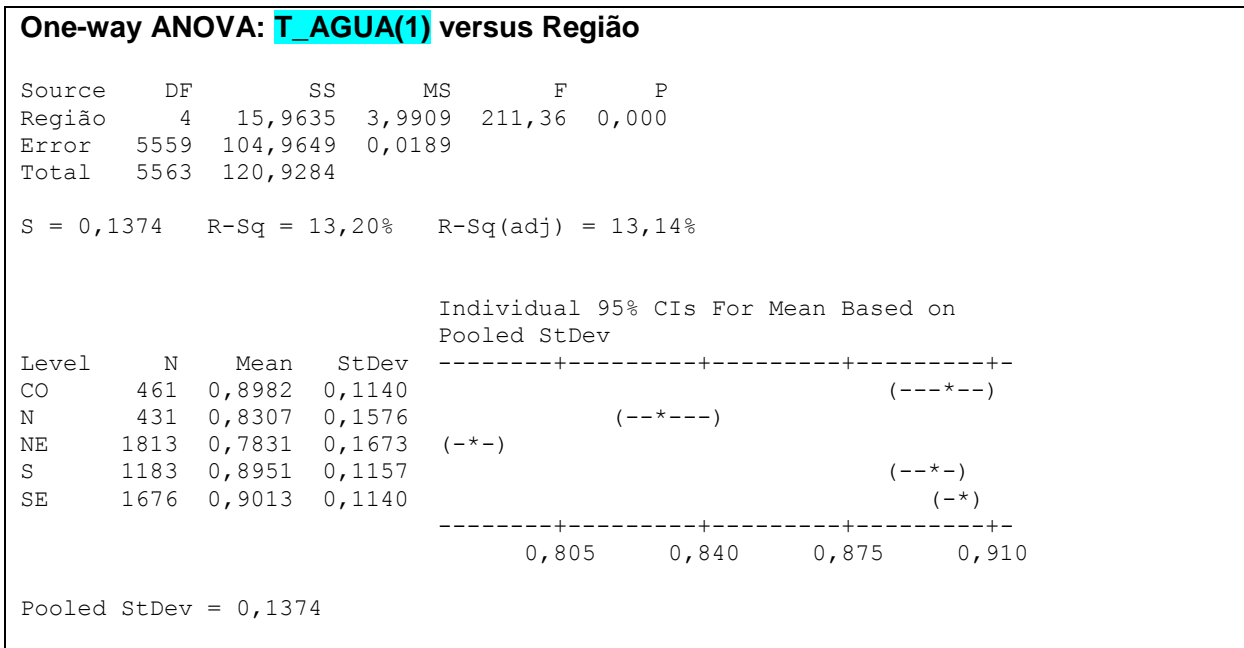 One-way ANOVA: T_AGUA(1) versus Região
Source     DF        SS      MS       F      P
Região      4   15,9635  3,9909  211,36  0,000
Error    5559  104,9649  0,0189
Total    5563  120,9284
S = 0,1374   R-Sq = 13,20%   R-Sq(adj) = 13,14%
                             Individual 95% CIs For Mean Based on
                             Pooled StDev
Level     N    Mean   StDev  --------+---------+---------+---------+-
CO      461  0,8982  0,1140                                 (---*--)
N       431  0,8307  0,1576             (--*---)
NE     1813  0,7831  0,1673  (-*-)
S      1183  0,8951  0,1157                                 (--*-)
SE     1676  0,9013  0,1140                                    (-*)
                             --------+---------+---------+---------+-
                                   0,805     0,840     0,875     0,910
Pooled StDev = 0,1374